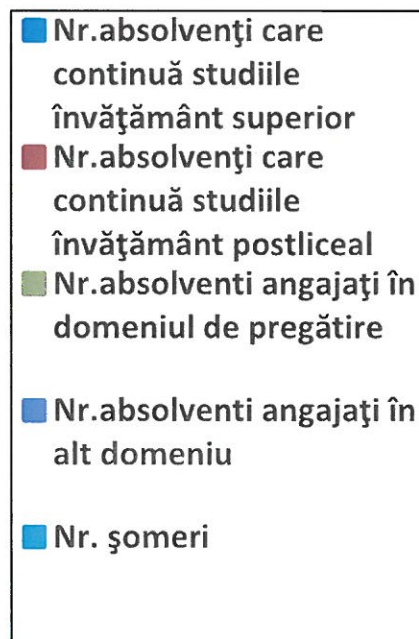 Nr.absolvenţi care
continuă studiile
învăţământ superior
Nr.absolvenţi care
continuă studiile
învăţământ postliceal
Nr.absolventi angajaţi în
domeniul de pregătire
Nr.absolventi angajaţi în
alt domeniu
Nr. şomeri